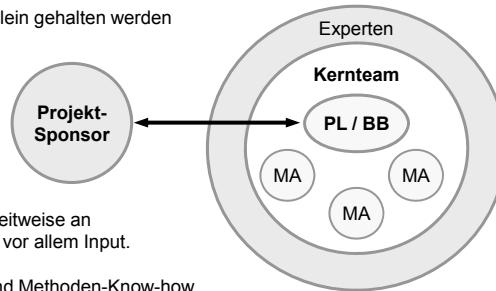 lein gehalten werden
Experten
Kernteam
Projekt-
Sponsor
PL / BB
MA
MA
MA
eitweise an
vor allem Input.
nd Methoden-Know-how